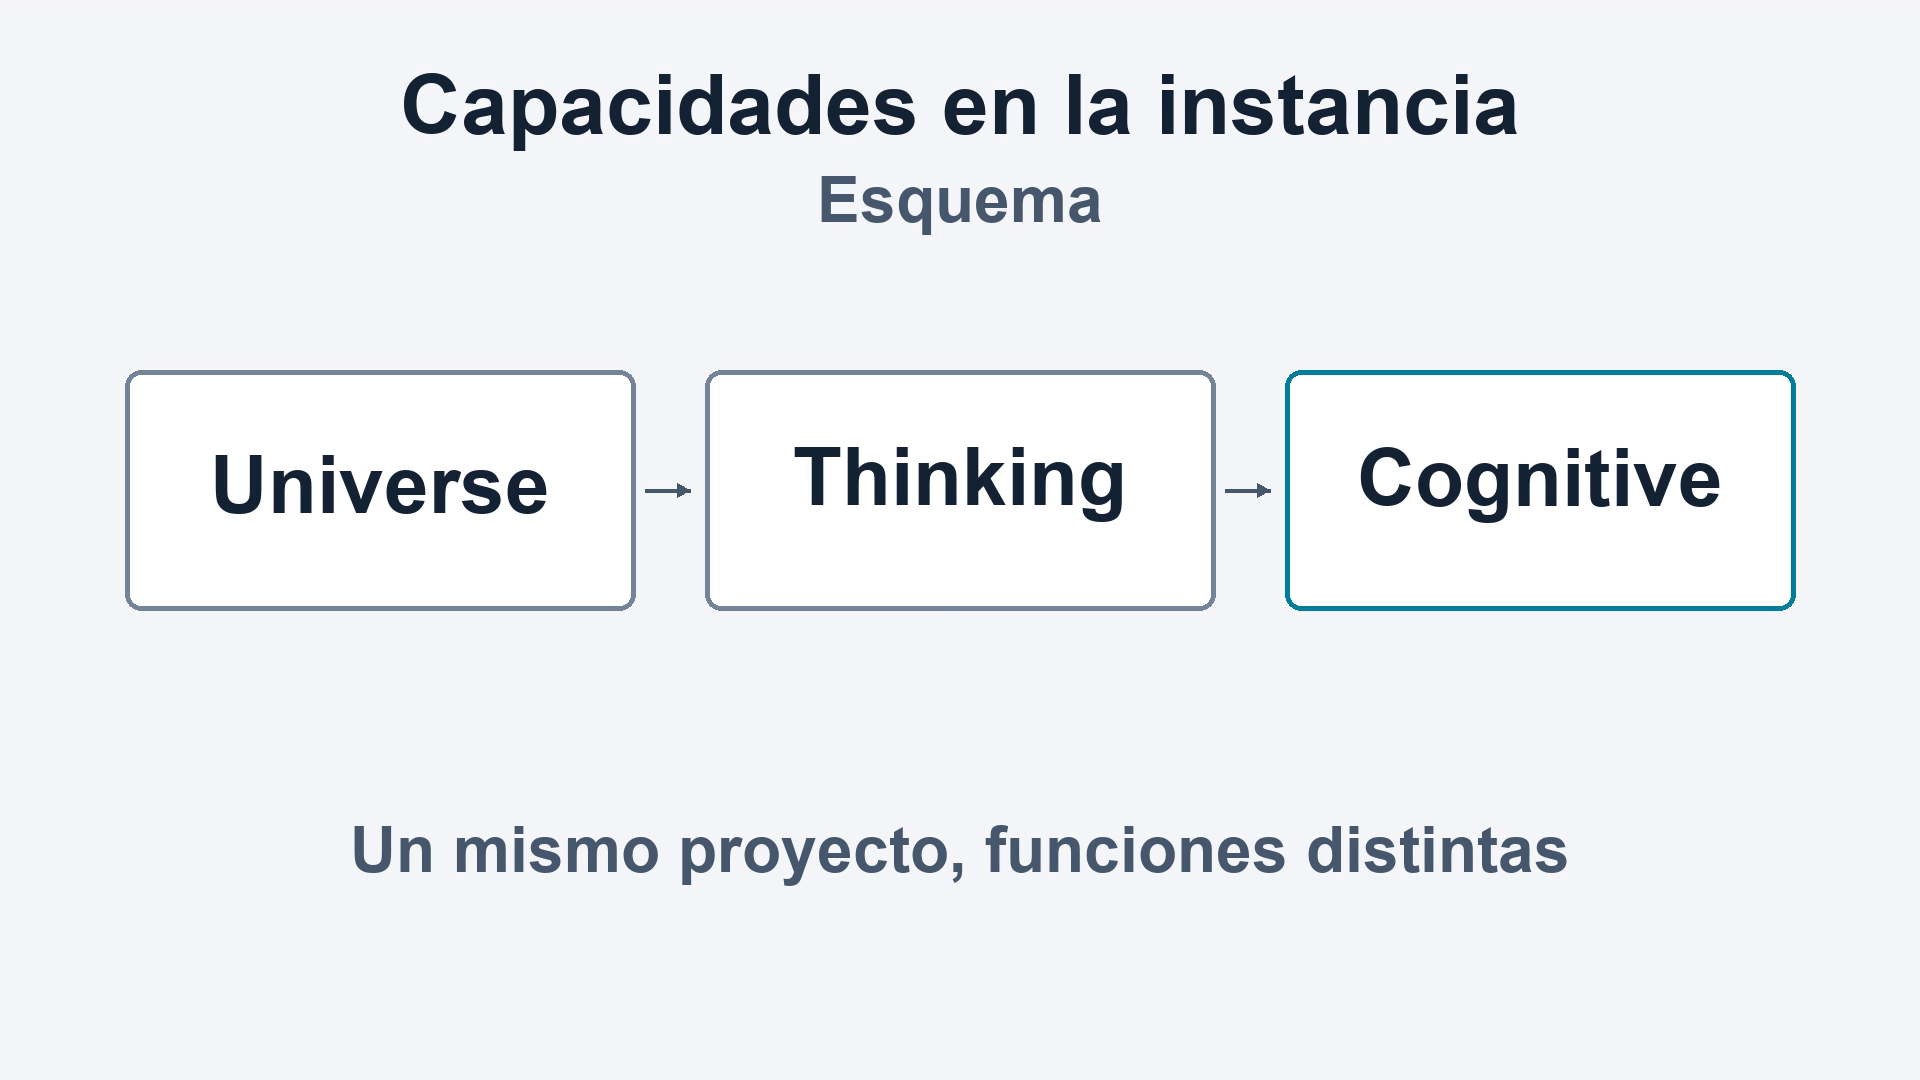 Capacidades en la instancia
Esquema
Universe
Thinking
Cognitive
Un mismo proyecto, funciones distintas